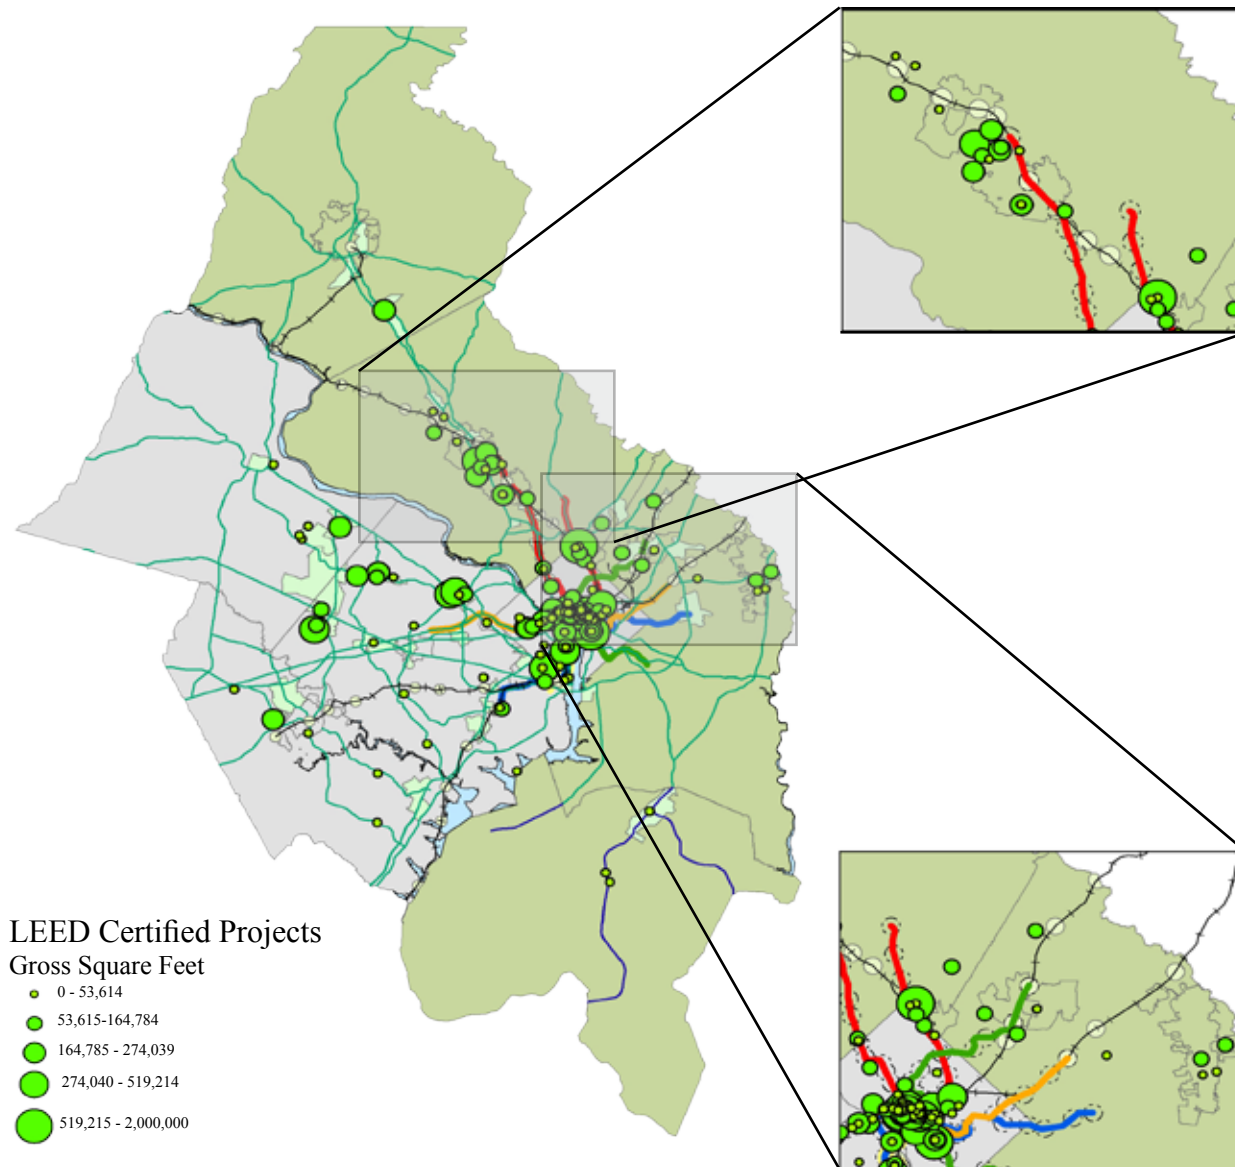 LEED Certified Projects
Gross Square Feet
0 - 53,614
53,615-164,784
164,785 - 274,039
274,040 - 519,214
519,215 - 2,000,000